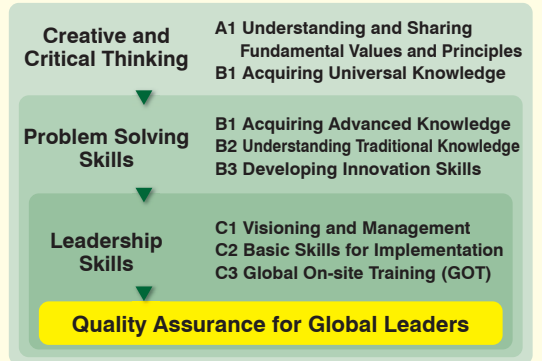 Creative and
Critical Thinking
A1 Understanding and Sharing
Fundamental Values and Principles
B1 Acquiring Universal Knowledge
Problem Solving
Skills
B1 Acquiring Advanced Knowledge
B2 Understanding Traditional Knowledge
B3 Developing Innovation Skills
Leadership
Skills
C1 Visioning and Management
C2 Basic Skills for Implementation
C3 Global On-site Training (GOT)
Quality Assurance for Global Leaders